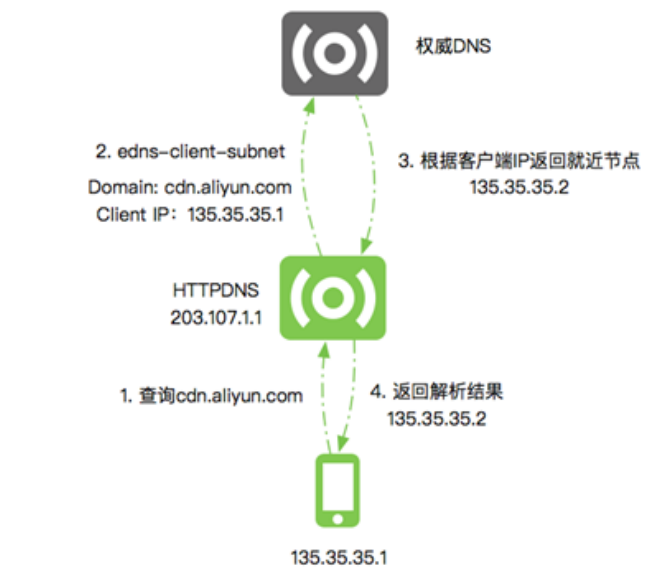 权威DNS
2. edns-client-subnet
Domain: cdn.aliyun.com
Client IP：135.35.35.1
3. 根据客户端IP返回就近节点
135.35.35.2
HTTPDNS
203.107.1.1
1. 查询cdn.aliyun.com
4. 返回解析结果
135.35.35.2
135.35.35.1